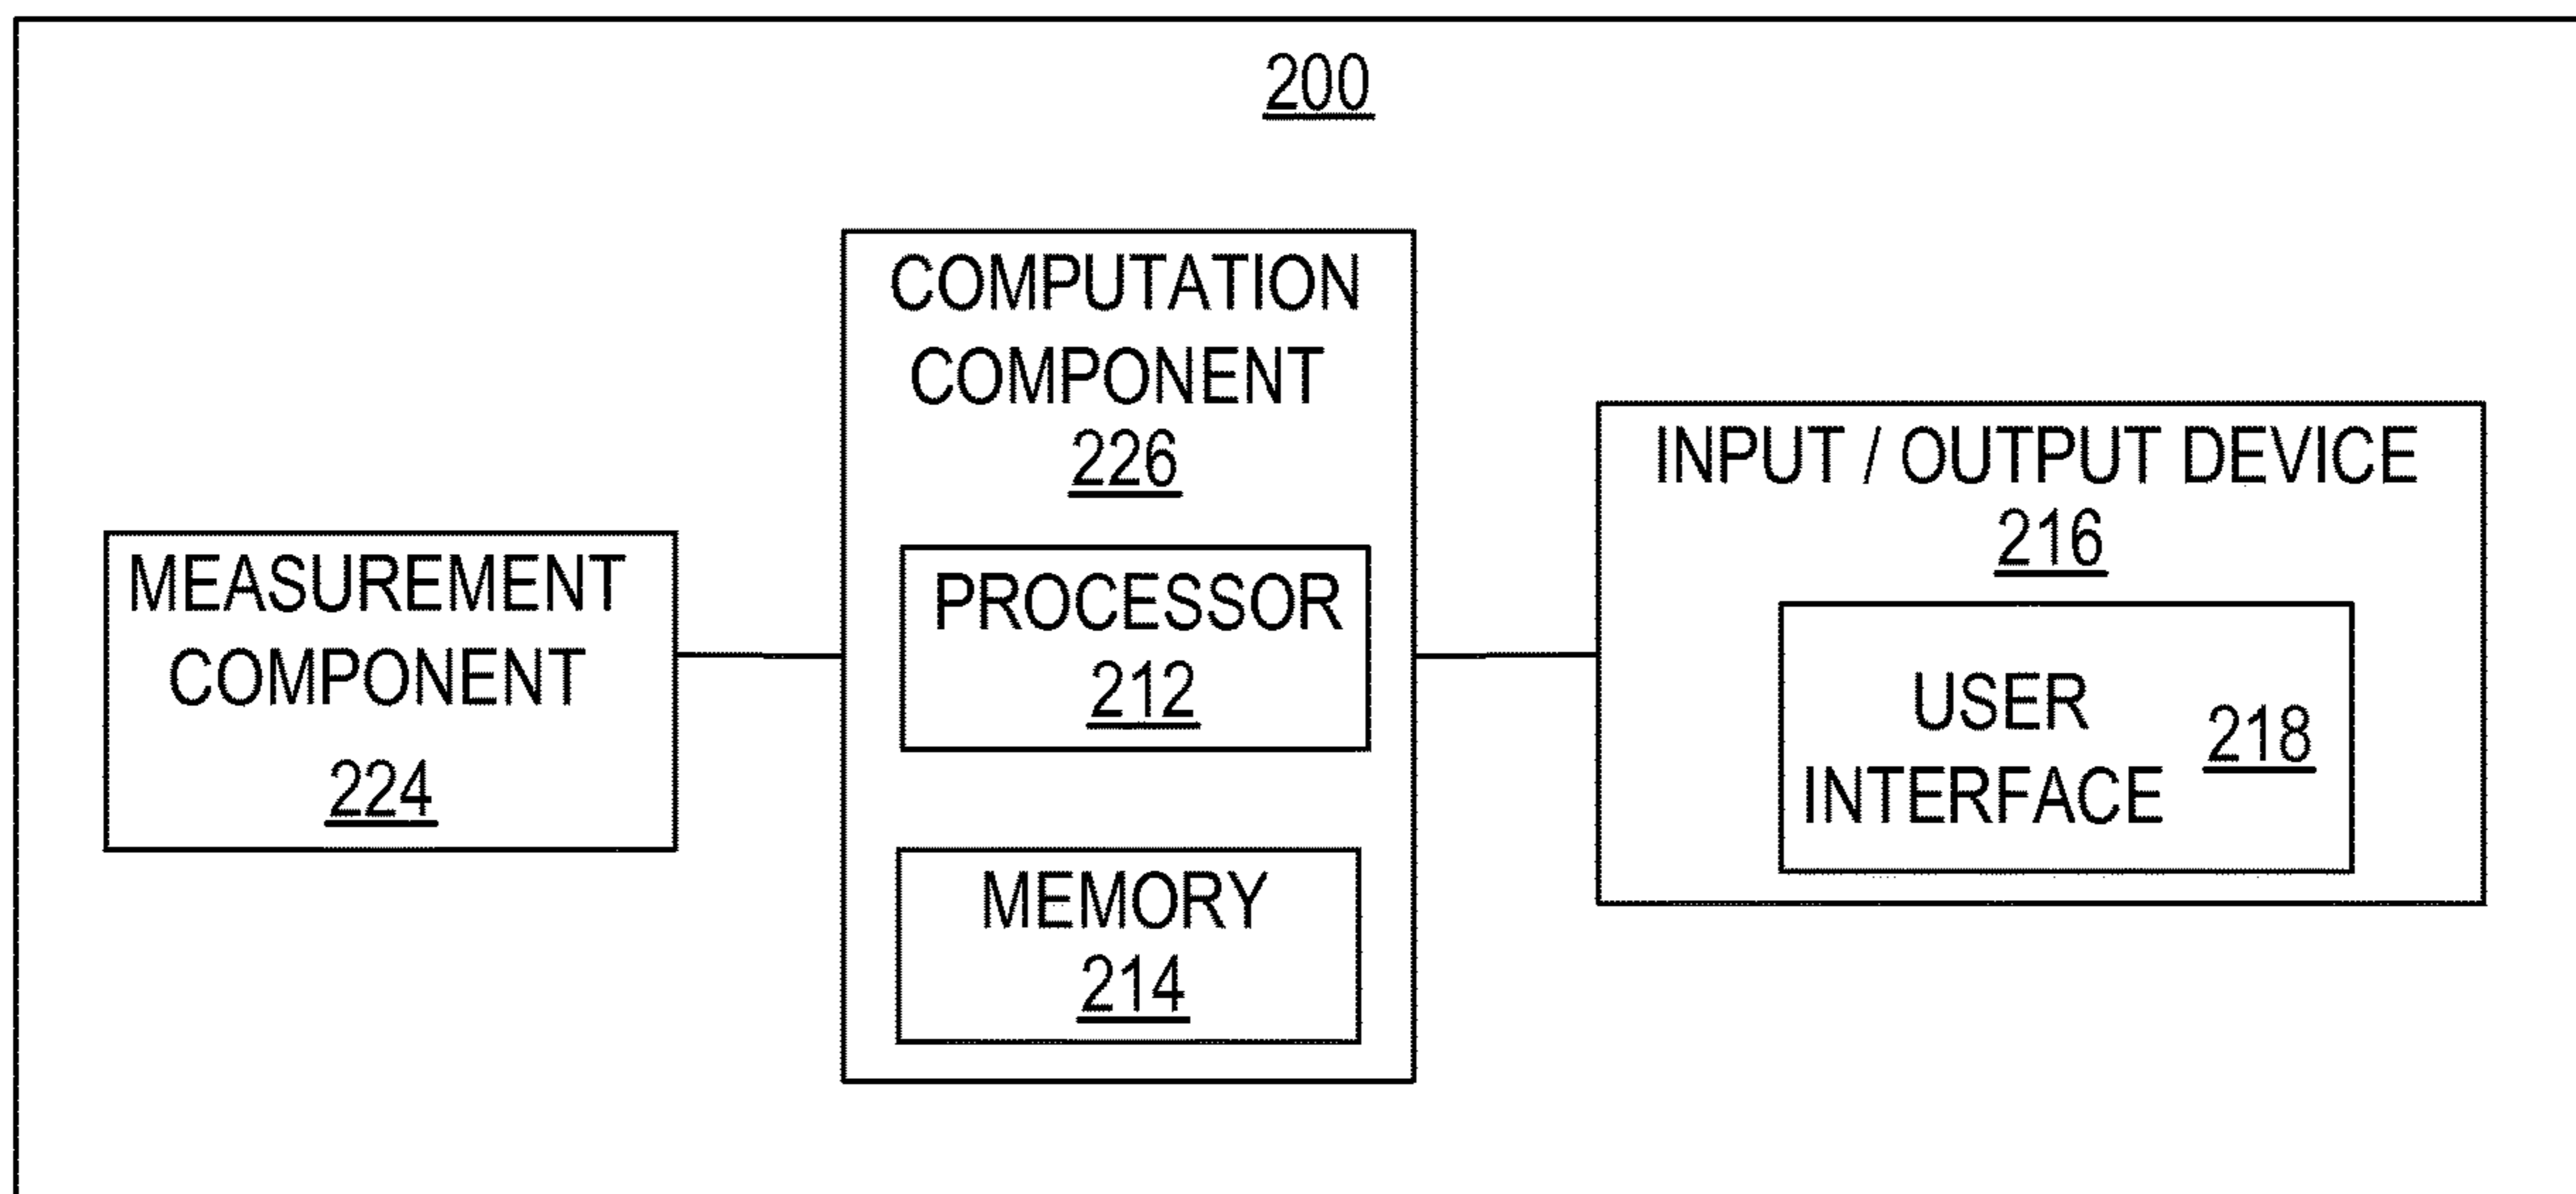 200
MEASUREMENT
COMPONENT
224
COMPUTATION
COMPONENT
226
PROCESSOR
212
MEMORY
214
INPUT / OUTPUT DEVICE
216
USER
INTERFACE
218